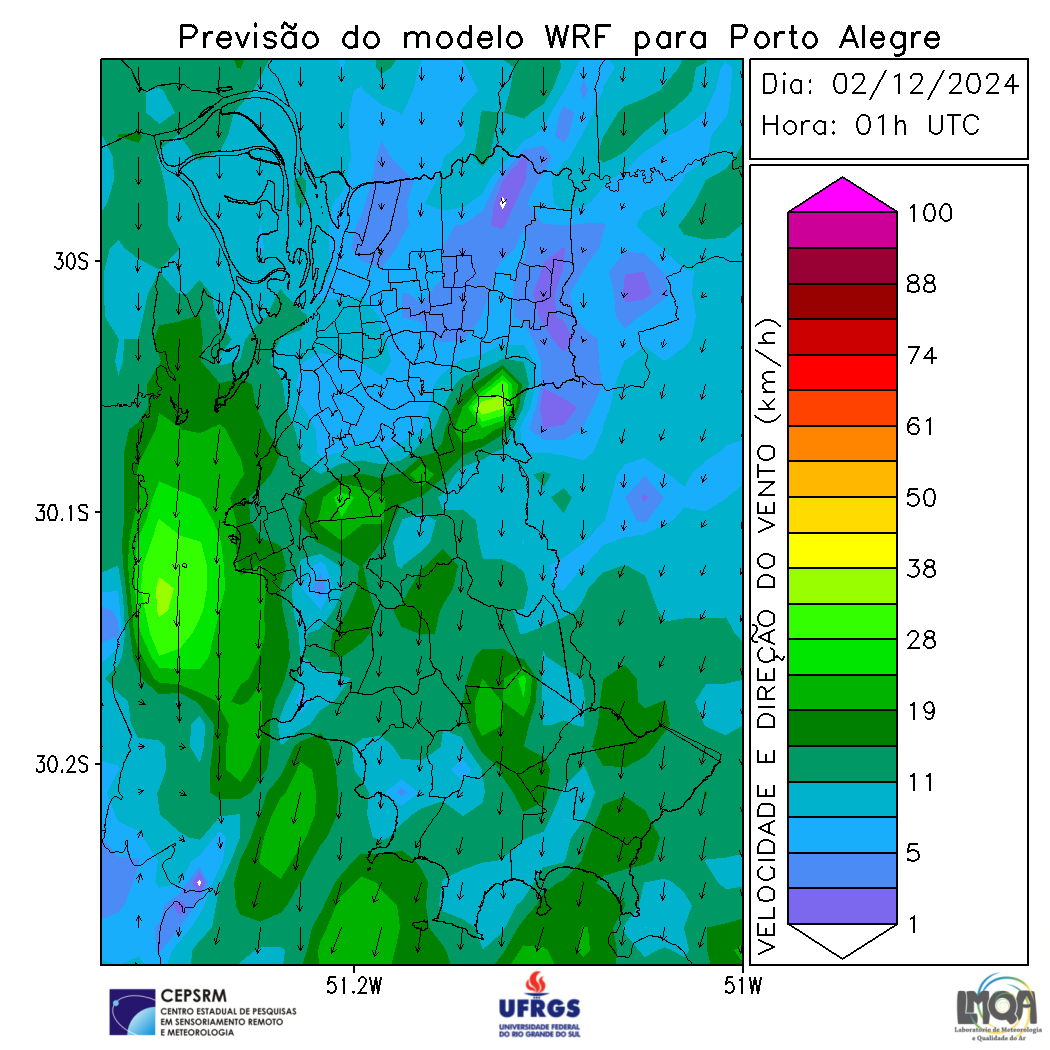 Previsão do modelo WRF para Porto Alegre
Dia: 02/12/2024
Hora: 01h UTC
30S
30.1S
30.2S
51.2W
51W
VELOCIDADE E DIREÇÃO DO VENTO (km/h)
100
88
74
61
50
38
28
19
11
5
1
CEPSRM
CENTRO ESTADUAL DE PESQUISAS
EM SENSORIAMENTO REMOTO
E METEOROLOGIA
UFRGS
UNIVERSIDADE FEDERAL
DO RIO GRANDE DO SUL
LMQA
Laboratório de Meteorologia
e Qualidade do Ar